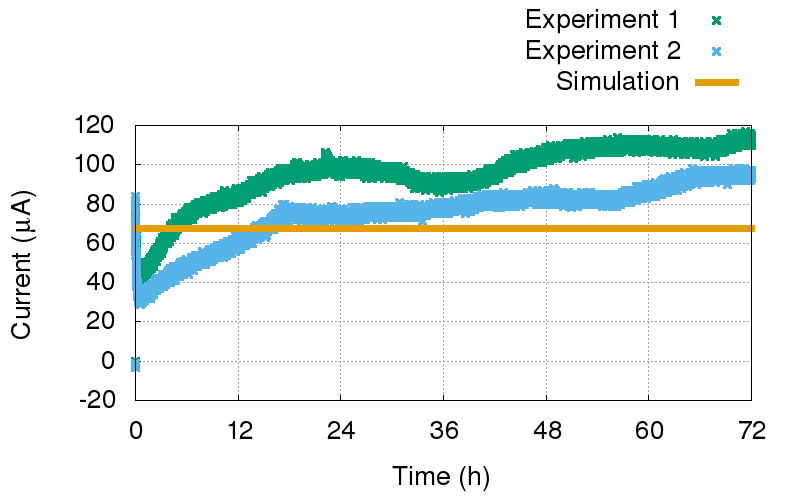 Experiment 1
Experiment 2
Simulation
120
100
80
60
40
20
0
-20
0 12 24 36 48 60 72
Current (μA)
Time (h)